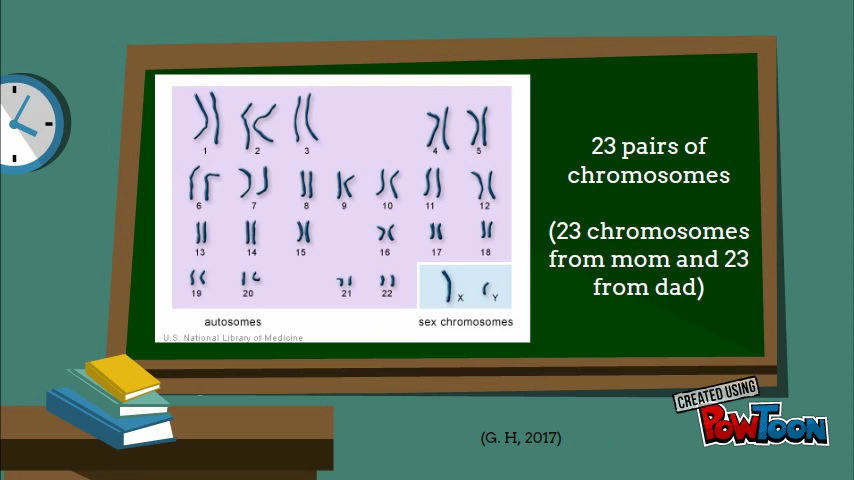 1 2 3 4 5
6 7 8 9 10 11 12
13 14 15 16 17 18
19 20 21 22 X Y
autosomes sex chromosomes
U.S. National Library of Medicine
23 pairs of
chromosomes
(23 chromosomes
from mom and 23
from dad)
(G. H, 2017)
CREATED USING
POWTOON